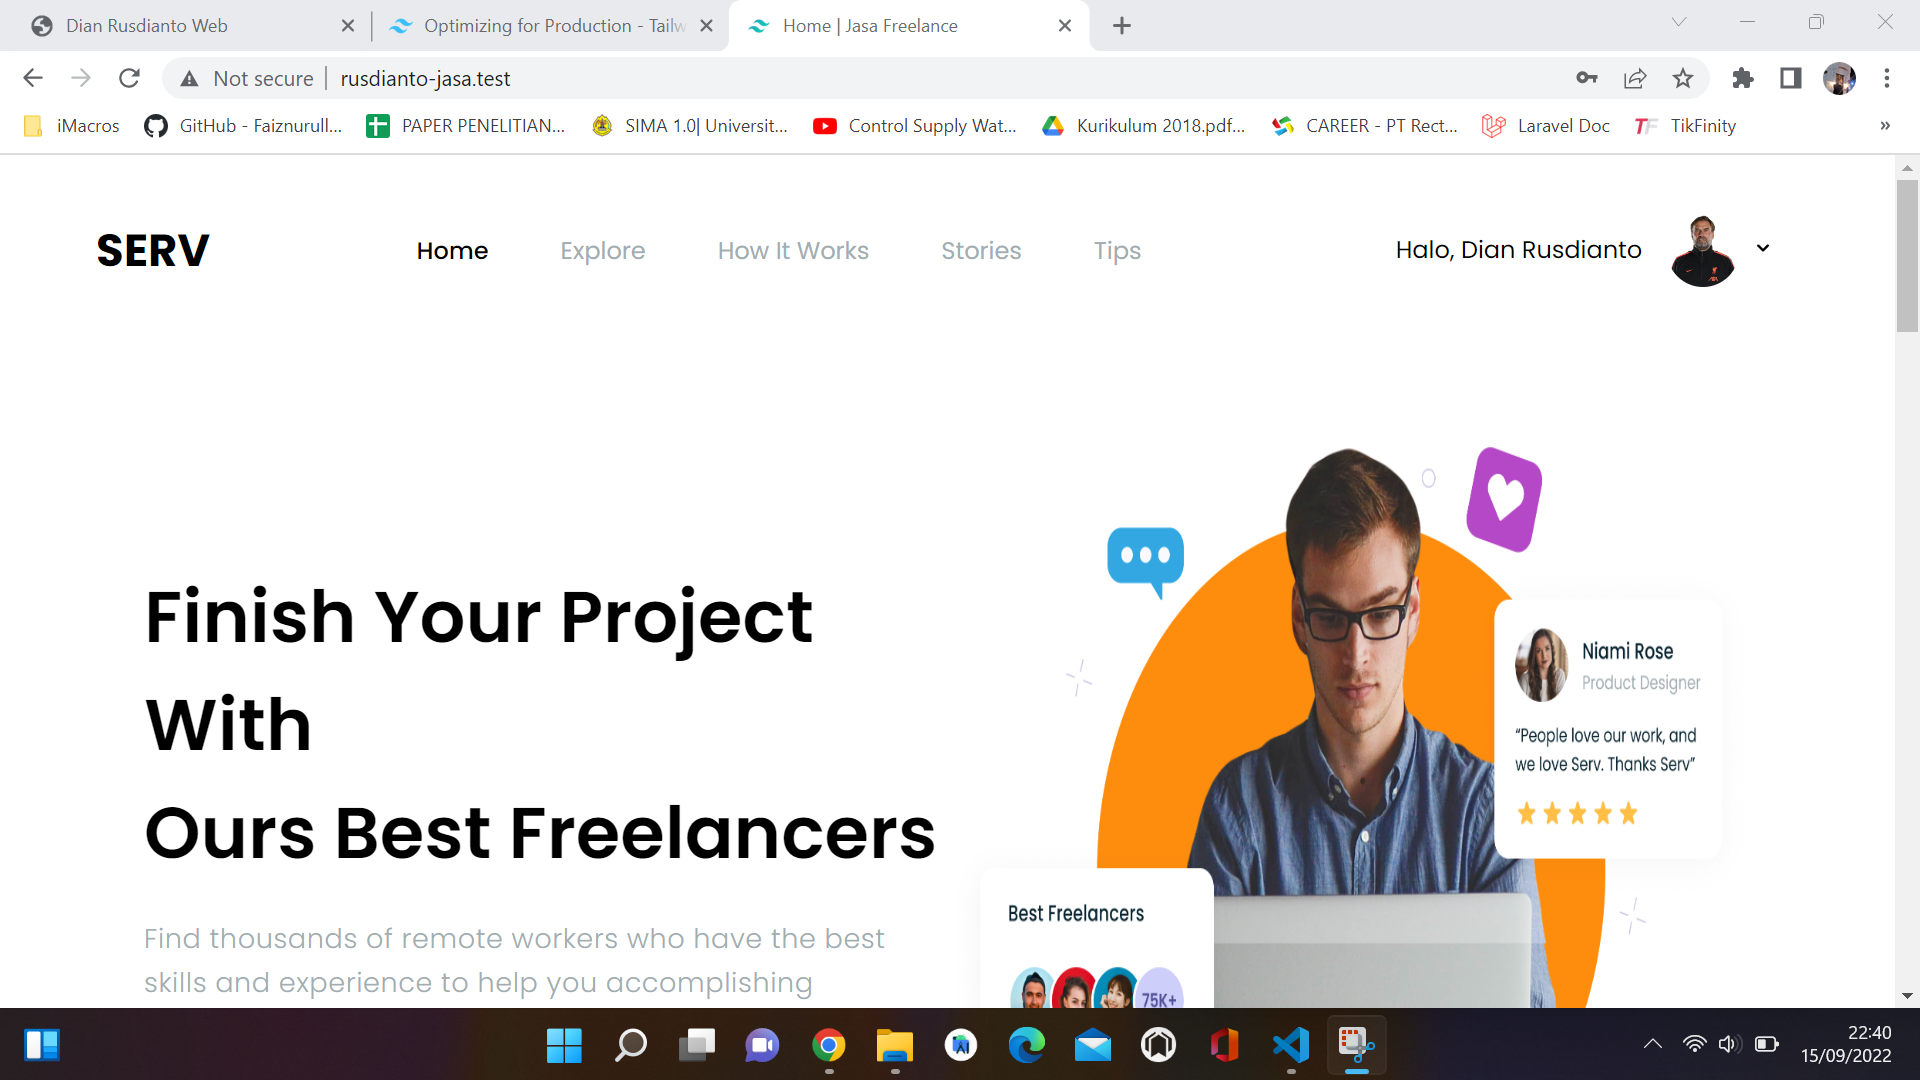 Dian Rusdianto Web
Optimizing for Production - Tailw
Home | Jasa Freelance
Not secure
rusdianto-jasa.test
iMacros
GitHub - Faiznurull...
PAPER PENELITIAN...
SIMA 1.0| Universit...
Control Supply Wat...
Kurikulum 2018.pdf...
CAREER - PT Rect...
TF
Laravel Doc
TikFinity
»
SERV
Home
Explore
How It Works
Stories
Tips
Halo, Dian Rusdianto
Finish Your Project
With
Ours Best Freelancers
Find thousands of remote workers who have the best
skills and experience to help you accomplishing
Niami Rose
Product Designer
“People love our work, and
we love Serv. Thanks Serv”
Best Freelancers
75K+
22:40
15/09/2022